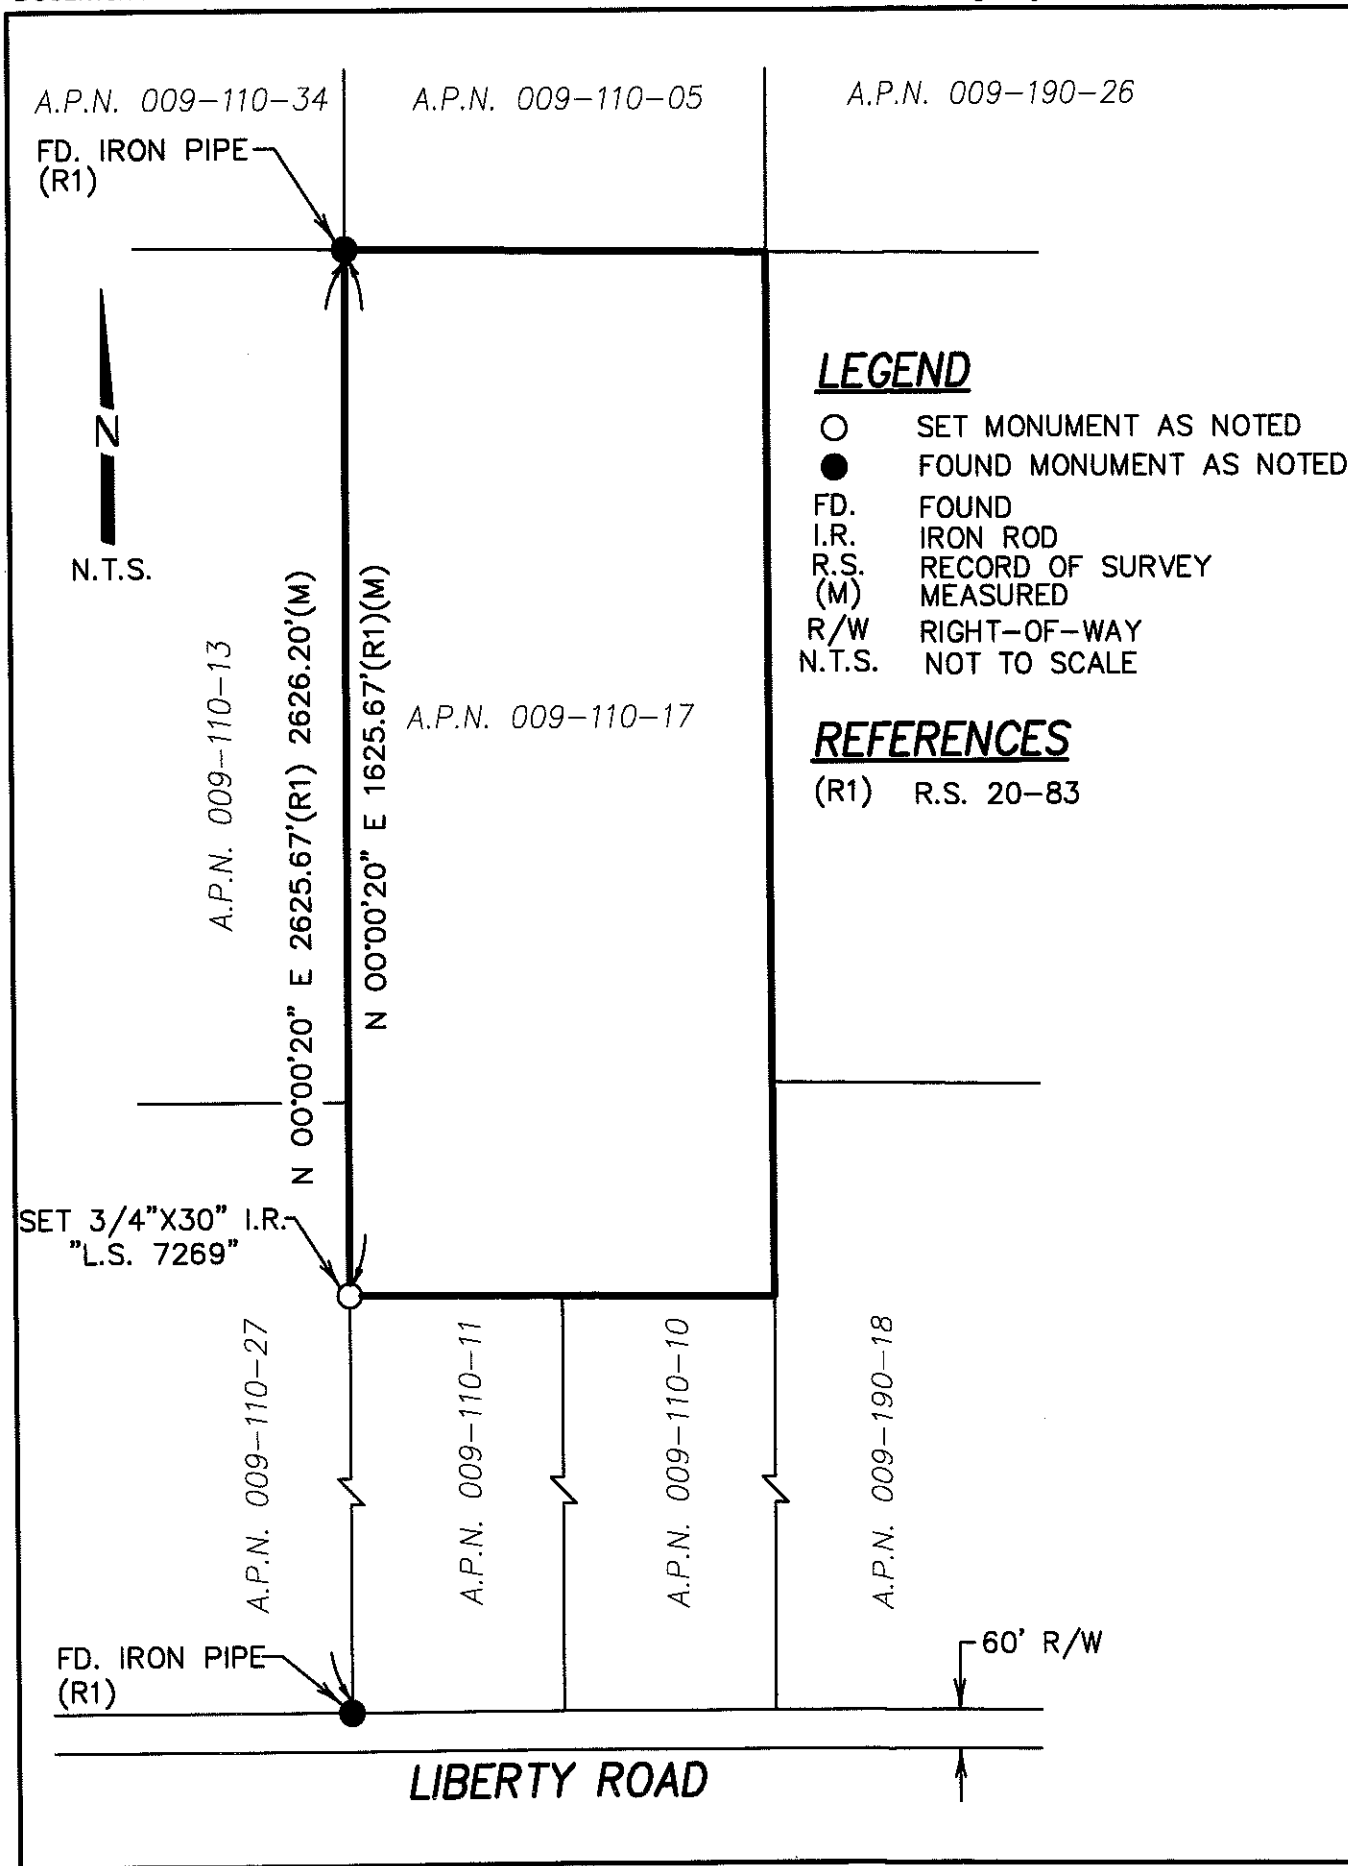 A.P.N. 009-110-34
A.P.N. 009-110-05
A.P.N. 009-190-26
FD. IRON PIPE
(R1)
N
N.T.S.
LEGEND
SET MONUMENT AS NOTED
FOUND MONUMENT AS NOTED
FD. FOUND
I.R. IRON ROD
R.S. RECORD OF SURVEY
(M) MEASURED
R/W RIGHT-OF-WAY
N.T.S. NOT TO SCALE
REFERENCES
(R1) R.S. 20-83
A.P.N. 009-110-13
N 00°00'20" E 2625.67'(R1) 2626.20'(M)
N 00°00'20" E 1625.67'(R1)(M)
A.P.N. 009-110-17
SET 3/4"X30" I.R.
"L.S. 7269"
A.P.N. 009-110-27
A.P.N. 009-110-11
A.P.N. 009-110-10
A.P.N. 009-190-18
FD. IRON PIPE
(R1)
60' R/W
LIBERTY ROAD